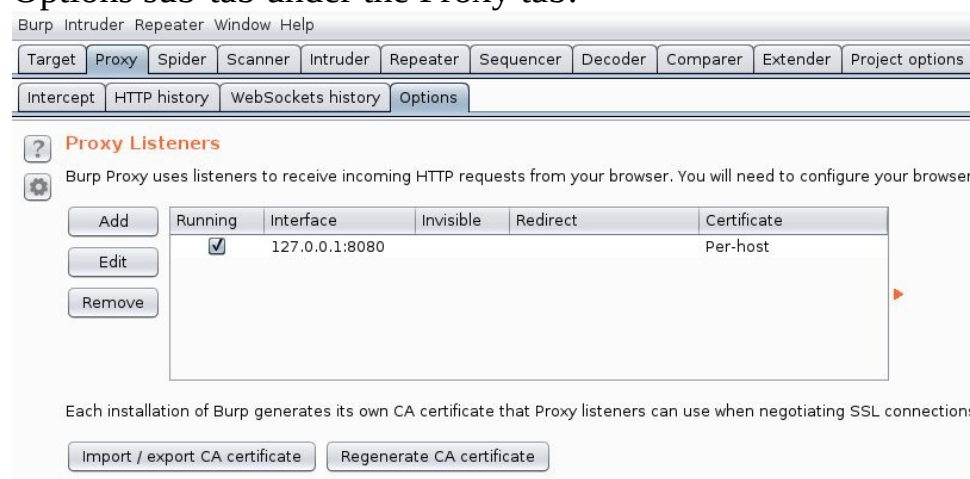 Options sub-tab under the Proxy tab:
Burp Intruder Repeater Window Help
Target Proxy Spider Scanner Intruder Repeater Sequencer Decoder Comparer Extender Project options
Intercept HTTP history WebSockets history Options
? Proxy Listeners
Burp Proxy uses listeners to receive incoming HTTP requests from your browser. You will need to configure your browser
Add Running Interface Invisible Redirect Certificate
127.0.0.1:8080 Per-host
Edit
Remove
Each installation of Burp generates its own CA certificate that Proxy listeners can use when negotiating SSL connections
Import / export CA certificate Regenerate CA certificate